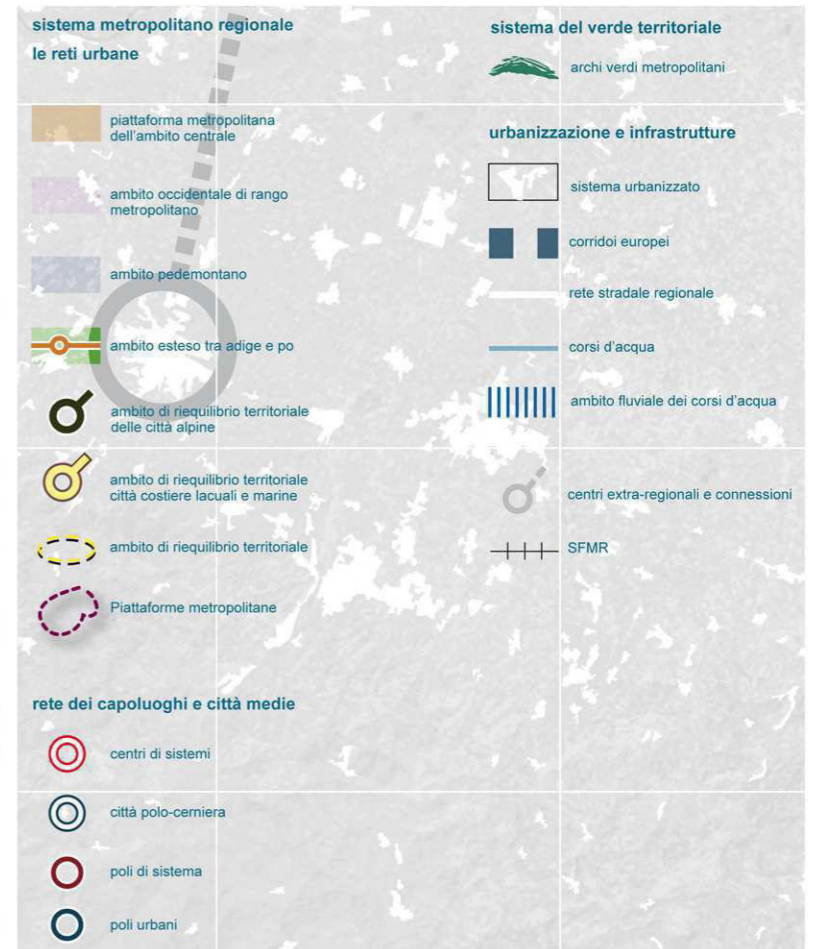 sistema metropolitano regionale
le reti urbane
piattaforma metropolitana
dell'ambito centrale
ambito occidentale di rango
metropolitano
ambito pedemontano
ambito esteso tra adige e po
ambito di riequilibrio territoriale
delle città alpine
ambito di riequilibrio territoriale
città costiere lacuali e marine
ambito di riequilibrio territoriale
Piattaforme metropolitane
rete dei capoluoghi e città medie
centri di sistemi
città polo-cerniera
poli di sistema
poli urbani
sistema del verde territoriale
archi verdi metropolitani
urbanizzazione e infrastrutture
sistema urbanizzato
corridoi europei
rete stradale regionale
corsi d'acqua
ambito fluviale dei corsi d'acqua
centri extra-regionali e connessioni
SFMR